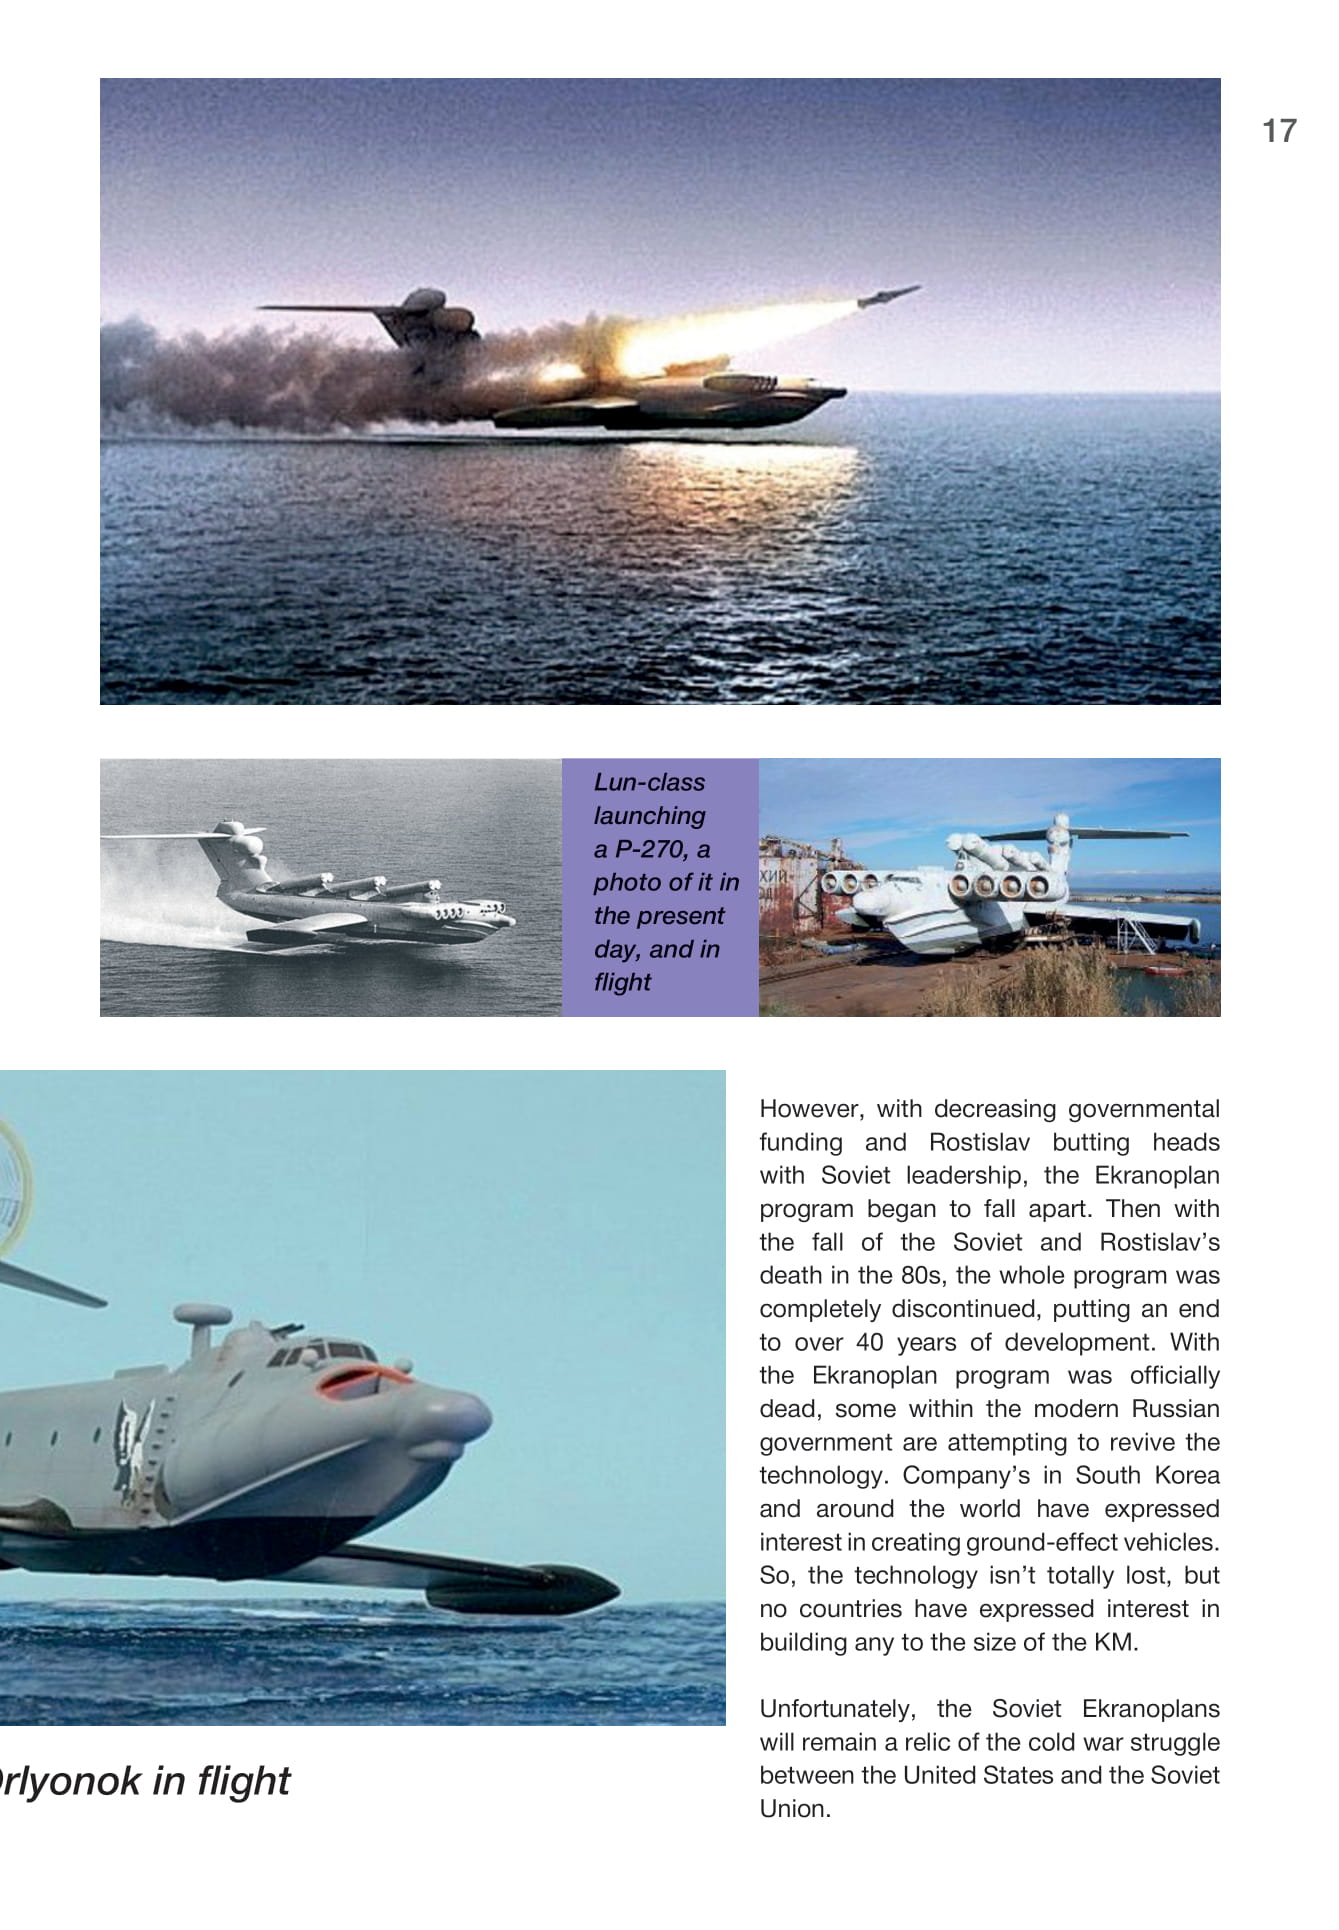 17
Lun-class
launching
a P-270, a
photo of it in
the present
day, and in
flight
However, with decreasing governmental
funding and Rostislav butting heads
with Soviet leadership, the Ekranoplan
program began to fall apart. Then with
the fall of the Soviet and Rostislav’s
death in the 80s, the whole program was
completely discontinued, putting an end
to over 40 years of development. With
the Ekranoplan program was officially
dead, some within the modern Russian
government are attempting to revive the
technology. Company’s in South Korea
and around the world have expressed
interest in creating ground-effect vehicles.
So, the technology isn’t totally lost, but
no countries have expressed interest in
building any to the size of the KM.
Unfortunately, the Soviet Ekranoplans
will remain a relic of the cold war struggle
between the United States and the Soviet
Union.
rlyonok in flight